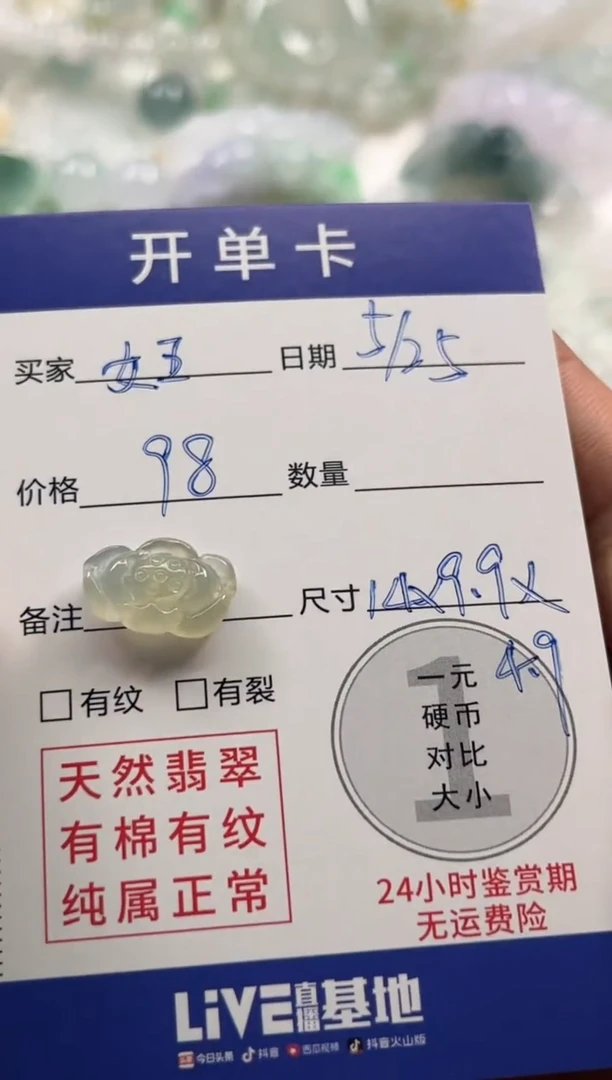 开单卡
买家 女王 日期 5/25
价格 98 数量
备注 尺寸 14x9.9x
4.9
一元
硬币
对比
大小
1
□有纹 □有裂
天然翡翠
有棉有纹
纯属正常
24小时鉴赏期
无运费险
LiVE直播基地
今日头条 抖音 西瓜视频 抖音火山版